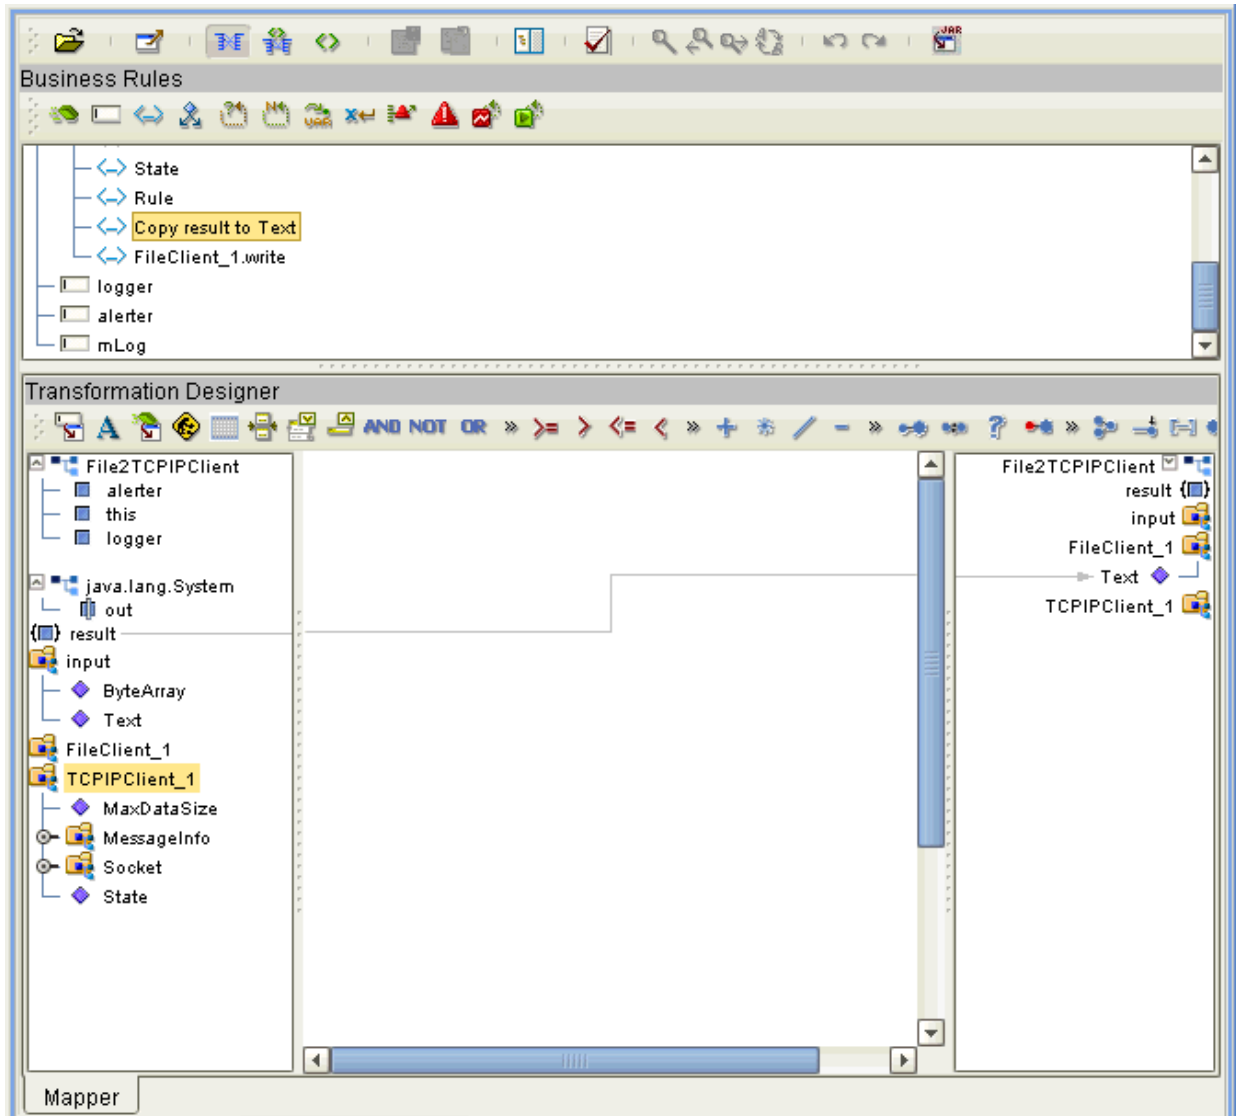 JAR
Business Rules
JAR
State
Rule
Copy result to Text
FileClient_1.write
logger
alerter
mLog
Transformation Designer
A AND NOT OR » >= > <= < » + / - » ? »
File2TCPIPClient
alerter
this
logger
java.lang.System
out
{ } result
input
ByteArray
Text
FileClient_1
TCPIPClient_1
MaxDataSize
MessageInfo
Socket
State
File2TCPIPClient
result { }
input
FileClient_1
Text
TCPIPClient_1
Mapper